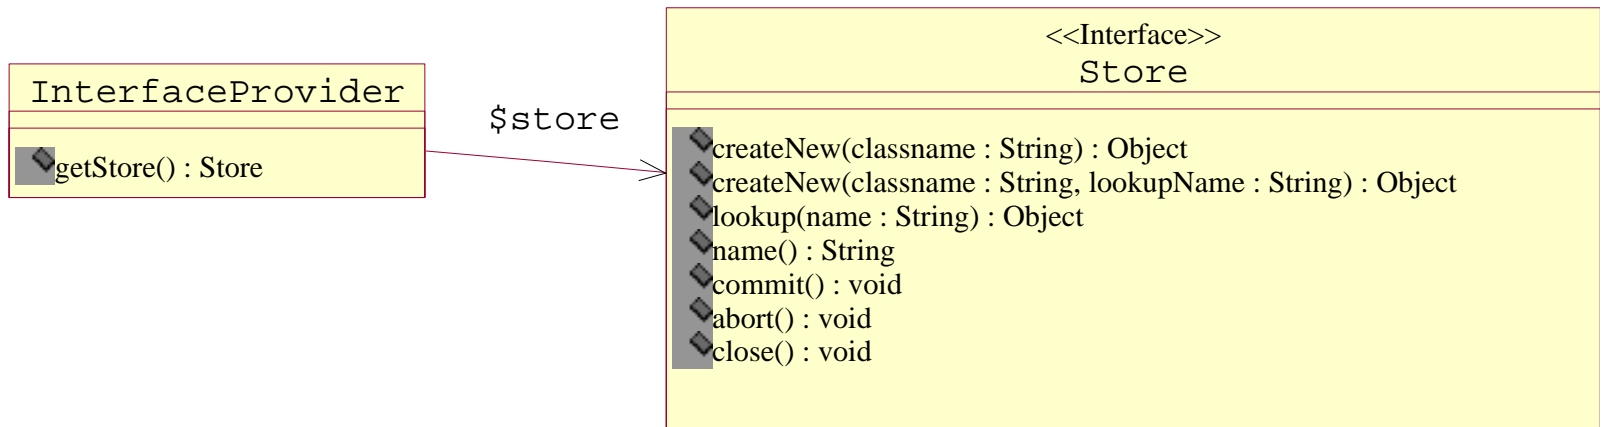 InterfaceProvider
getStore() : Store
$store
<<Interface>>
Store
createNew(classname : String) : Object
createNew(classname : String, lookupName : String) : Object
lookup(name : String) : Object
name() : String
commit() : void
abort() : void
close() : void